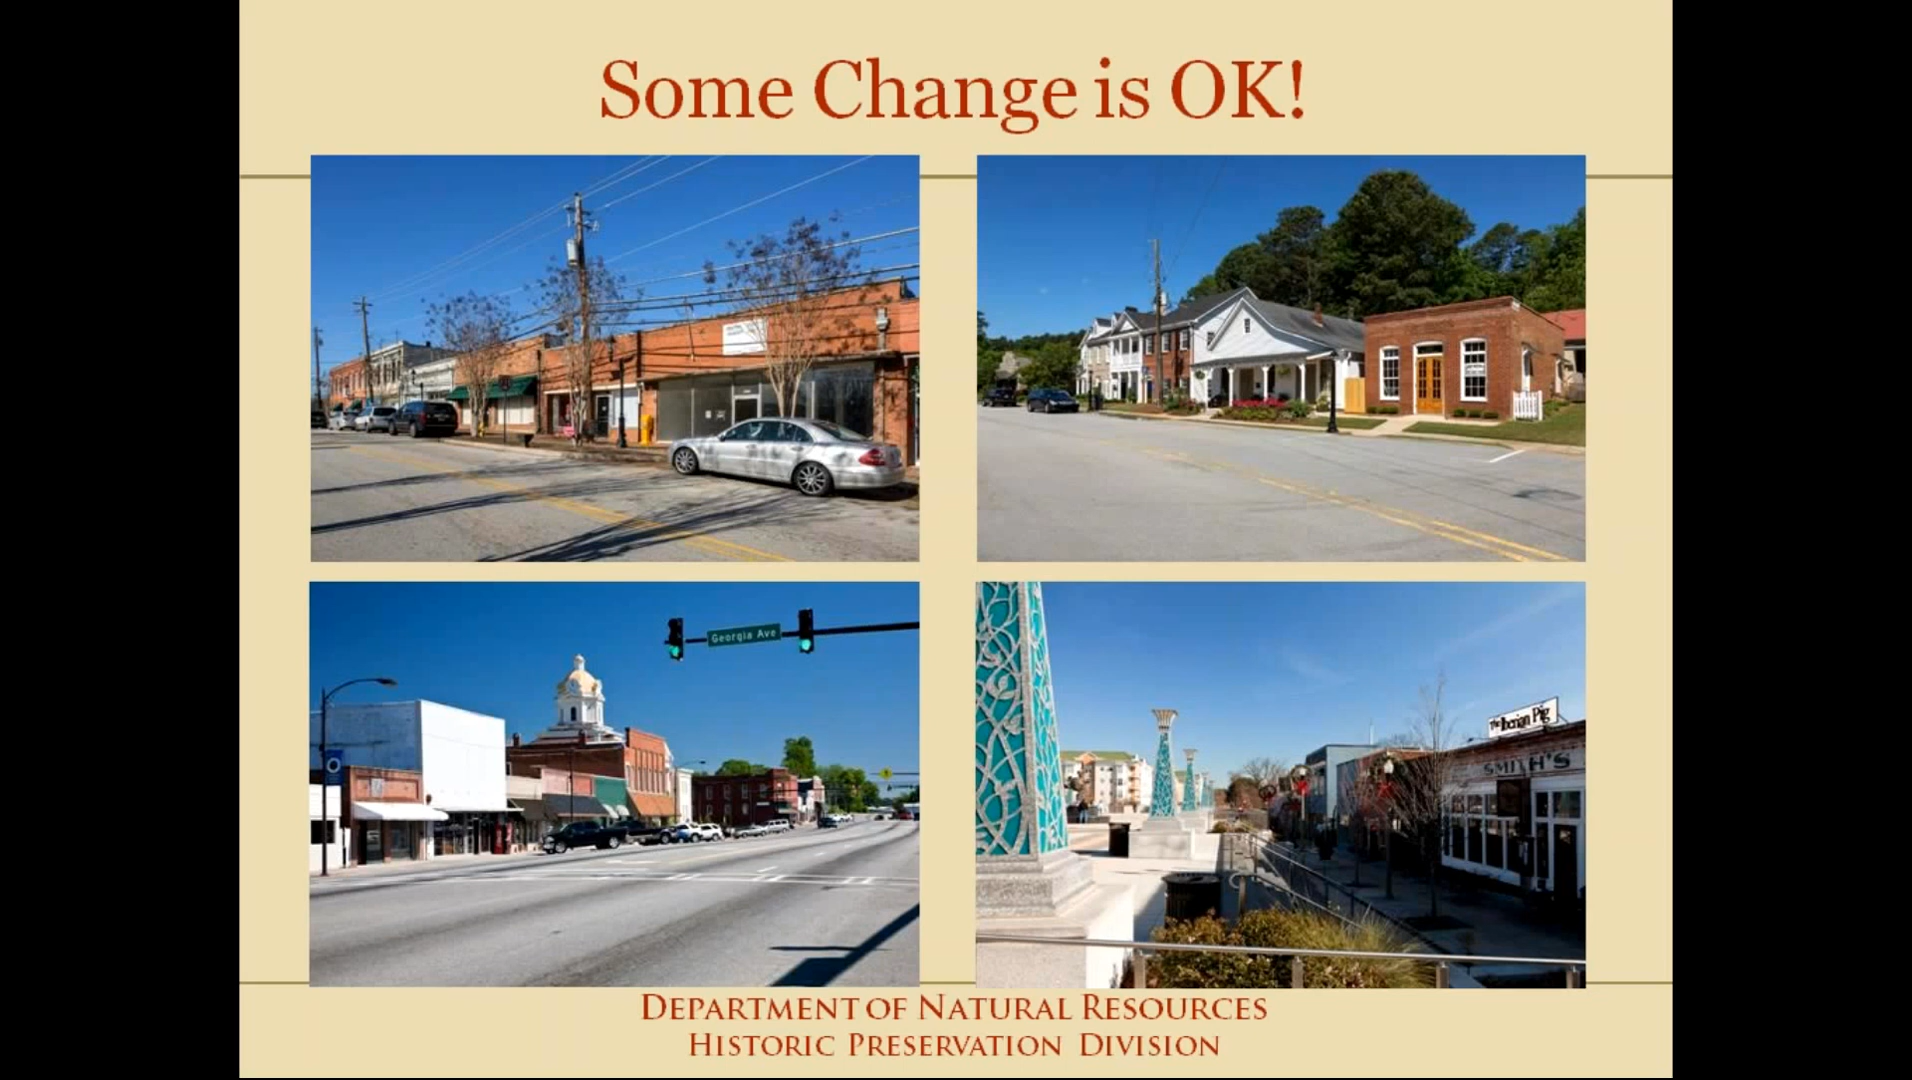 Some Change is OK!
Georgia Ave
The Iberian Pig
SMITH'S
DEPARTMENT OF NATURAL RESOURCES
HISTORIC PRESERVATION DIVISION